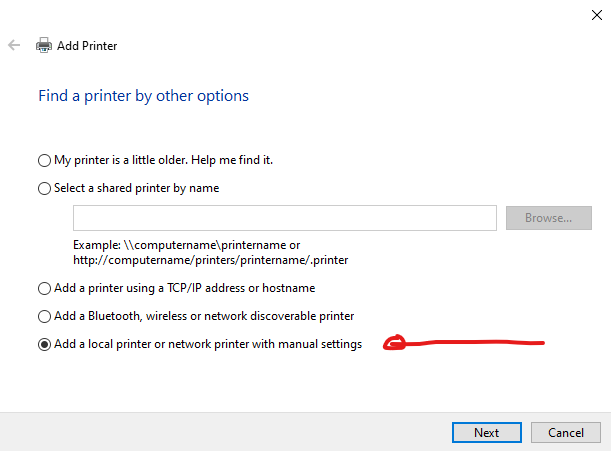 Add Printer
Find a printer by other options
My printer is a little older. Help me find it.
Select a shared printer by name
Browse...
Example: \\computername\printername or
http://computername/printers/printername/.printer
Add a printer using a TCP/IP address or hostname
Add a Bluetooth, wireless or network discoverable printer
Add a local printer or network printer with manual settings
Next
Cancel